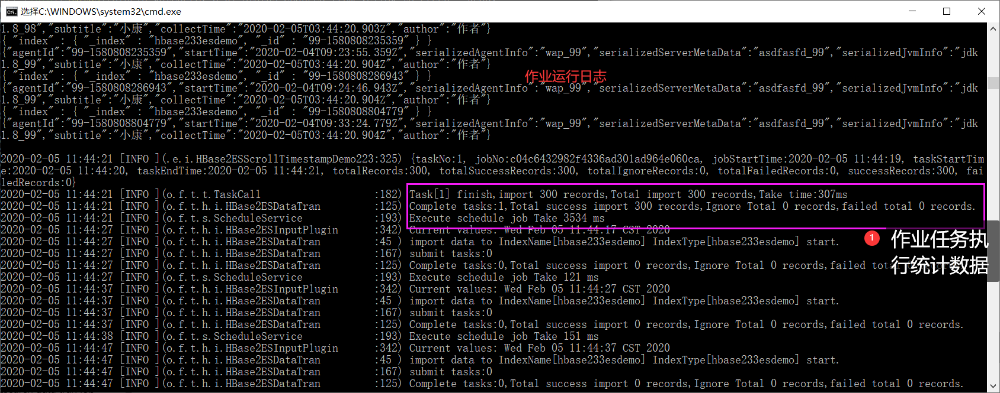 选择C:\WINDOWS\system32\cmd.exe
1.8_98","subtitle":"小康","collectTime":"2020-02-05T03:44:20.903Z","author":"作者"}
{ "index" : { "_index" : "hbase233esdemo", "_id" : "99-1580808235359" } }
{"agentId":"99-1580808235359","startTime":"2020-02-04T09:23:55.359Z","serializedAgentInfo":"wap_99","serializedServerMetaData":"asdfasfd_99","serializedJvmInfo":"jdk
1.8_99","subtitle":"小康","collectTime":"2020-02-05T03:44:20.904Z","author":"作者"}
{ "index" : { "_index" : "hbase233esdemo", "_id" : "99-1580808286943" } }
作业运行日志
{"agentId":"99-1580808286943","startTime":"2020-02-04T09:24:46.943Z","serializedAgentInfo":"wap_99","serializedServerMetaData":"asdfasfd_99","serializedJvmInfo":"jdk
1.8_99","subtitle":"小康","collectTime":"2020-02-05T03:44:20.904Z","author":"作者"}
{ "index" : { "_index" : "hbase233esdemo", "_id" : "99-1580808804779" } }
{"agentId":"99-1580808804779","startTime":"2020-02-04T09:33:24.779Z","serializedAgentInfo":"wap_99","serializedServerMetaData":"asdfasfd_99","serializedJvmInfo":"jdk
1.8_99","subtitle":"小康","collectTime":"2020-02-05T03:44:20.904Z","author":"作者"}
2020-02-05 11:44:21 [INFO ](.e.i.HBase2ESScrollTimestampDemo223:325) {taskNo:1, jobNo:c04c6432982f4336ad301ad964e060ca, jobStartTime:2020-02-05 11:44:19, taskStartTim
e:2020-02-05 11:44:20, taskEndTime:2020-02-05 11:44:21, totalRecords:300, totalSuccessRecords:300, totalIgnoreRecords:0, totalFailedRecords:0, successRecords:300, fai
ledRecords:0}
2020-02-05 11:44:21 [INFO ](o.f.t.t.TaskCall :182) Task[1] finish,import 300 records,Total import 300 records,Take time:307ms
2020-02-05 11:44:21 [INFO ](o.f.t.h.i.HBase2ESDataTran :125) Complete tasks:1,Total success import 300 records,Ignore Total 0 records,failed total 0 records.
2020-02-05 11:44:21 [INFO ](o.f.t.s.ScheduleService :193) Execute schedule job Take 3534 ms
2020-02-05 11:44:27 [INFO ](o.f.t.h.i.HBase2ESInputPlugin :342) Current values: Wed Feb 05 11:44:17 CST 2020
2020-02-05 11:44:27 [INFO ](o.f.t.h.i.HBase2ESDataTran :45 ) import data to IndexName[hbase233esdemo] IndexType[hbase233esdemo] start.
1 作业任务执
行统计数据
2020-02-05 11:44:27 [INFO ](o.f.t.h.i.HBase2ESDataTran :167) submit tasks:0
2020-02-05 11:44:27 [INFO ](o.f.t.h.i.HBase2ESDataTran :125) Complete tasks:0,Total success import 0 records,Ignore Total 0 records,failed
2020-02-05 11:44:27 [INFO ](o.f.t.s.ScheduleService :193) Execute schedule job Take 121 ms
2020-02-05 11:44:37 [INFO ](o.f.t.h.i.HBase2ESInputPlugin :342) Current values: Wed Feb 05 11:44:27 CST 2020
2020-02-05 11:44:37 [INFO ](o.f.t.h.i.HBase2ESDataTran :45 ) import data to IndexName[hbase233esdemo] IndexType[hbase233esdemo] start.
2020-02-05 11:44:37 [INFO ](o.f.t.h.i.HBase2ESDataTran :167) submit tasks:0
2020-02-05 11:44:37 [INFO ](o.f.t.h.i.HBase2ESDataTran :125) Complete tasks:0,Total success import 0 records,Ignore Total 0 records,failed total 0 records.
2020-02-05 11:44:38 [INFO ](o.f.t.s.ScheduleService :193) Execute schedule job Take 151 ms
2020-02-05 11:44:47 [INFO ](o.f.t.h.i.HBase2ESInputPlugin :342) Current values: Wed Feb 05 11:44:37 CST 2020
2020-02-05 11:44:47 [INFO ](o.f.t.h.i.HBase2ESDataTran :45 ) import data to IndexName[hbase233esdemo] IndexType[hbase233esdemo] start.
2020-02-05 11:44:47 [INFO ](o.f.t.h.i.HBase2ESDataTran :167) submit tasks:0
2020-02-05 11:44:47 [INFO ](o.f.t.h.i.HBase2ESDataTran :125) Complete tasks:0,Total success import 0 records,Ignore Total 0 records,failed total 0 records.